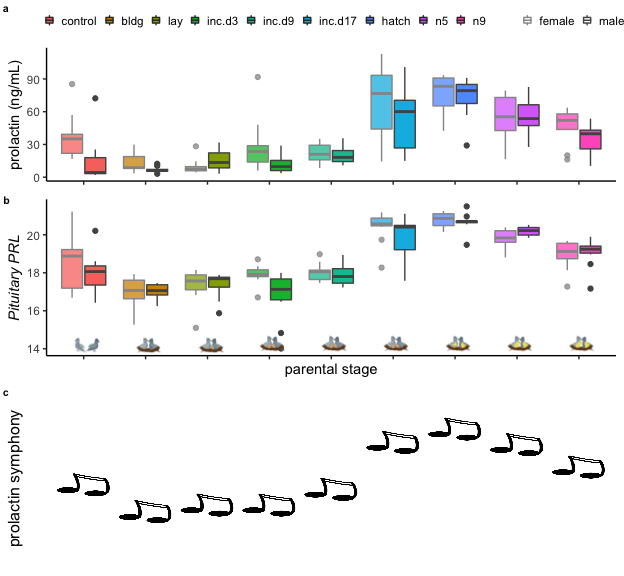 a
control bldg lay inc.d3 inc.d9 inc.d17 hatch n5 n9 female male
prolactin (ng/mL)
90
60
30
0
b
Pituitary PRL
20
18
16
14
parental stage
c
prolactin symphony